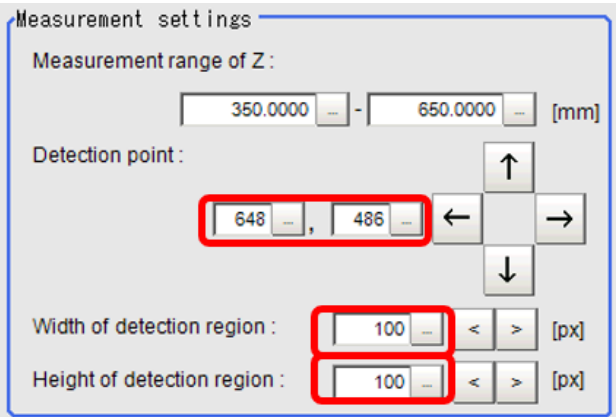 Measurement settings
Measurement range of Z :
350.0000 ... - 650.0000 ... [mm]
Detection point :
↑
648 ... , 486 ... ← →
↓
Width of detection region : 100 ... < > [px]
Height of detection region : 100 ... < > [px]